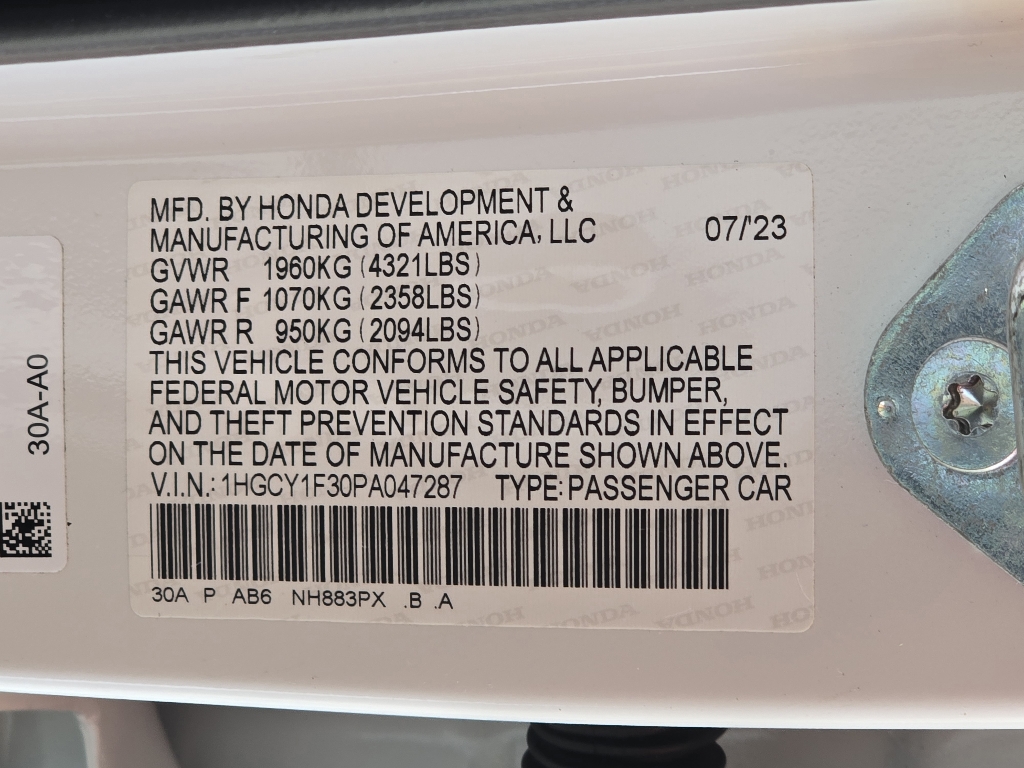 MFD. BY HONDA DEVELOPMENT &
MANUFACTURING OF AMERICA, LLC 07/'23
GVWR 1960KG (4321LBS)
GAWR F 1070KG (2358LBS)
GAWR R 950KG (2094LBS)
THIS VEHICLE CONFORMS TO ALL APPLICABLE
FEDERAL MOTOR VEHICLE SAFETY, BUMPER,
AND THEFT PREVENTION STANDARDS IN EFFECT
ON THE DATE OF MANUFACTURE SHOWN ABOVE.
V.I.N.: 1HGCY1F30PA047287 TYPE: PASSENGER CAR
30A P AB6 NH883PX .B .A
30A-A0
HONDA